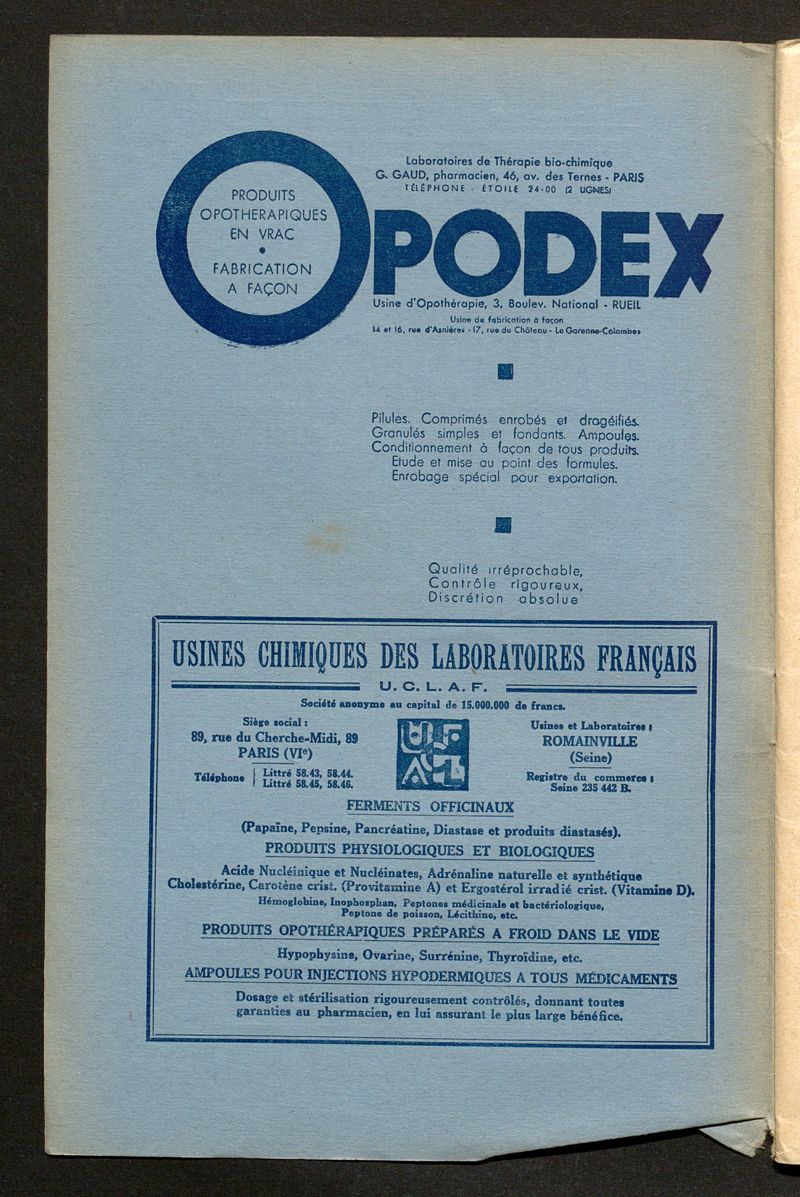 Laboratoires de Thérapie bio-chimique
G. GAUD, pharmacien, 46, av. des Ternes - PARIS
TÉLÉPHONE - ÉTOILE 24-00 (2 LIGNES)
PRODUITS
OPOTHERAPIQUES
EN VRAC
•
FABRICATION
A FAÇON
OPODEX
Usine d'Opothérapie, 3, Boulev. National - RUEIL
Usine de fabrication à façon
14 et 16, rue d'Asnières - 17, rue du Château - La Garenne-Colombes
Pilules. Comprimés enrobés et dragéifiés.
Granulés simples et fondants. Ampoules.
Conditionnement à façon de tous produits.
Etude et mise au point des formules.
Enrobage spécial pour exportation.
Qualité irréprochable,
Contrôle rigoureux,
Discrétion absolue
USINES CHIMIQUES DES LABORATOIRES FRANÇAIS
U. C. L. A. F.
Société anonyme au capital de 15.000.000 de francs.
Siège social :
89, rue du Cherche-Midi, 89
PARIS (VIe)
Téléphone { Littré 58.43, 58.44.
Littré 58.45, 58.46.
UCLAF
Usines et Laboratoires :
ROMAINVILLE
(Seine)
Registre du commerce :
Seine 235 442 B.
FERMENTS OFFICINAUX
(Papaïne, Pepsine, Pancréatine, Diastase et produits diastasés).
PRODUITS PHYSIOLOGIQUES ET BIOLOGIQUES
Acide Nucléinique et Nucléinates, Adrénaline naturelle et synthétique
Cholestérine, Carotène crist. (Provitamine A) et Ergostérol irradié crist. (Vitamine D).
Hémoglobine, Inophosphan, Peptones médicinale et bactériologique,
Peptone de poisson, Lécithine, etc.
PRODUITS OPOTHÉRAPIQUES PRÉPARÉS A FROID DANS LE VIDE
Hypophysine, Ovarine, Surrénine, Thyroïdine, etc.
AMPOULES POUR INJECTIONS HYPODERMIQUES A TOUS MÉDICAMENTS
Dosage et stérilisation rigoureusement contrôlés, donnant toutes
garanties au pharmacien, en lui assurant le plus large bénéfice.